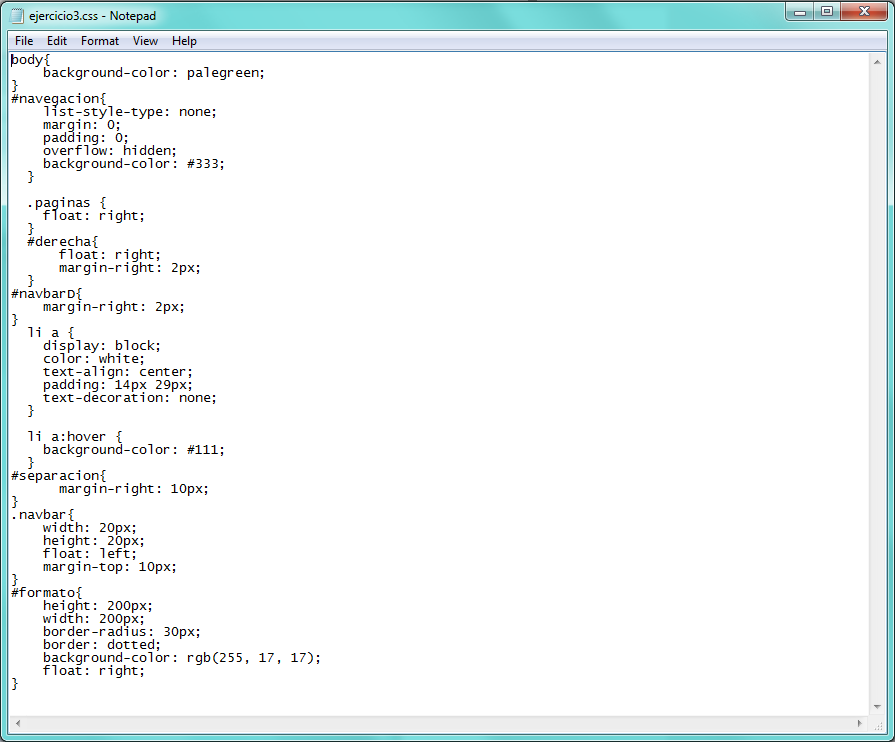 ejercicio3.css - Notepad
File Edit Format View Help
body{
    background-color: palegreen;
}
#navegacion{
    list-style-type: none;
    margin: 0;
    padding: 0;
    overflow: hidden;
    background-color: #333;
  }

  .paginas {
    float: right;
  }
  #derecha{
      float: right;
      margin-right: 2px;
  }
#navbarD{
    margin-right: 2px;
}
  li a {
    display: block;
    color: white;
    text-align: center;
    padding: 14px 29px;
    text-decoration: none;
  }

  li a:hover {
    background-color: #111;
  }
#separacion{
      margin-right: 10px;
}
.navbar{
    width: 20px;
    height: 20px;
    float: left;
    margin-top: 10px;
}
#formato{
    height: 200px;
    width: 200px;
    border-radius: 30px;
    border: dotted;
    background-color: rgb(255, 17, 17);
    float: right;
}